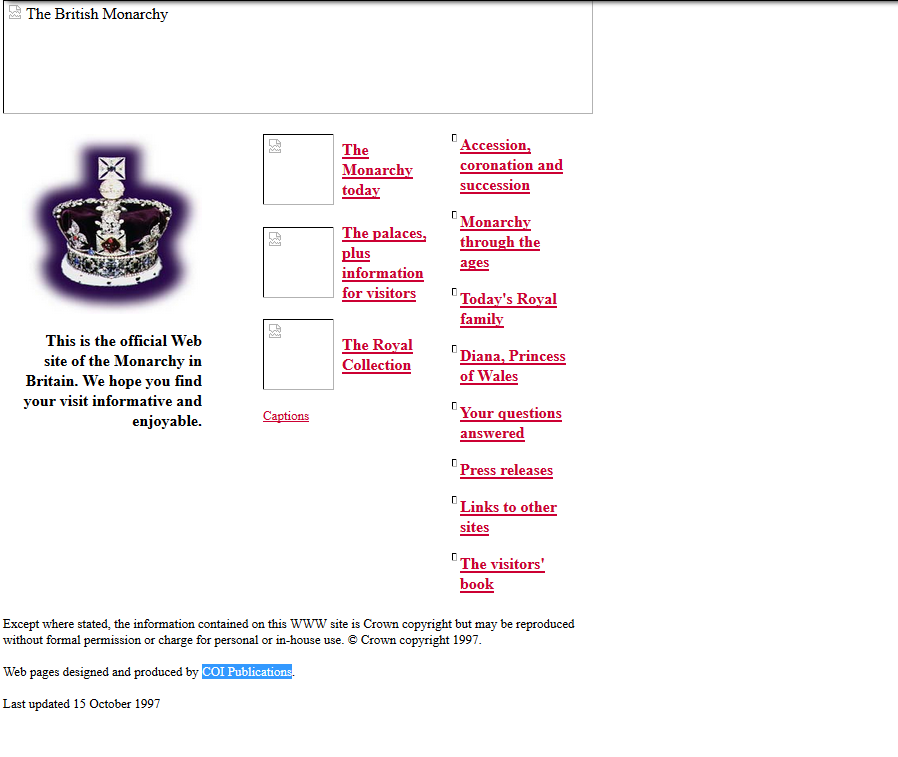 The British Monarchy
This is the official Web
site of the Monarchy in
Britain. We hope you find
your visit informative and
enjoyable.
The
Monarchy
today
The palaces,
plus
information
for visitors
The Royal
Collection
Captions
Accession,
coronation and
succession
Monarchy
through the
ages
Today's Royal
family
Diana, Princess
of Wales
Your questions
answered
Press releases
Links to other
sites
The visitors'
book
Except where stated, the information contained on this WWW site is Crown copyright but may be reproduced
without formal permission or charge for personal or in-house use. © Crown copyright 1997.
Web pages designed and produced by COI Publications.
Last updated 15 October 1997